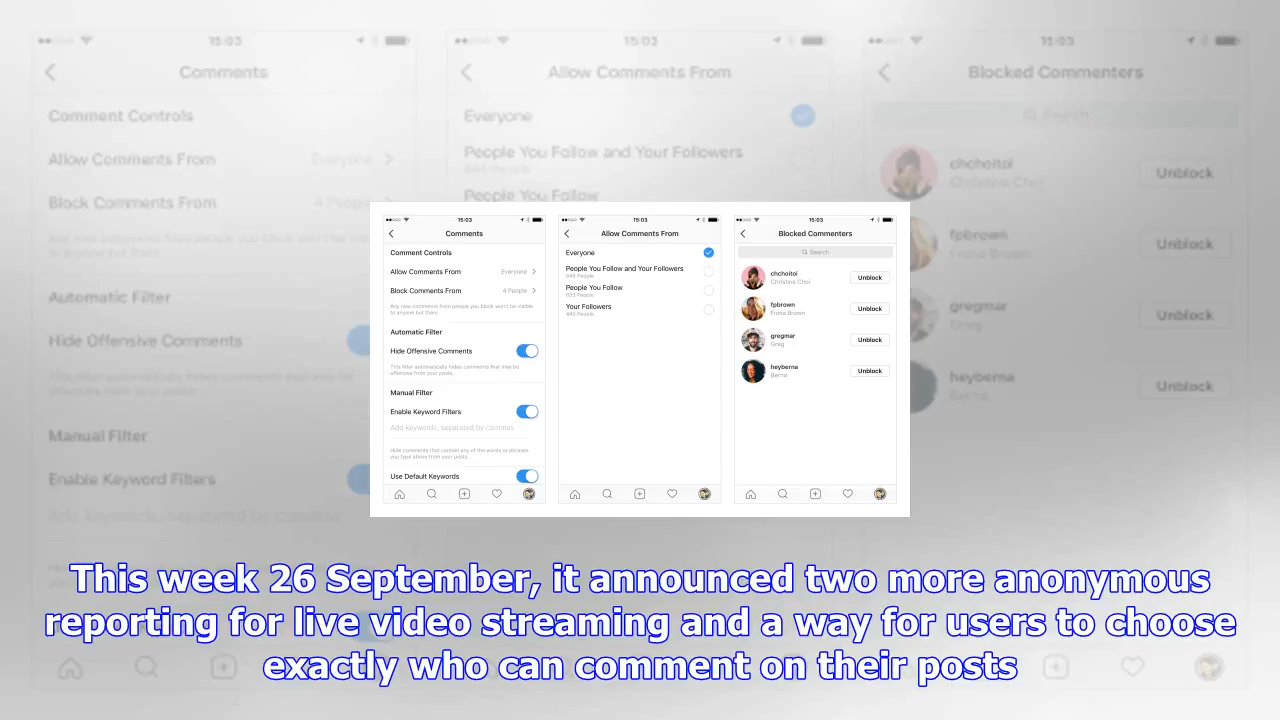 15:03
Comments
Comment Controls
Allow Comments From Everyone
Block Comments From 4 People
Any new comments from people you block won't be visible
to anyone but them.
Automatic Filter
Hide Offensive Comments
This filter automatically hides comments that may be
offensive from your posts.
Manual Filter
Enable Keyword Filters
Add keywords, separated by commas
Hide comments that contain any of the words or phrases
you type above from your posts.
Use Default Keywords
15:03
Allow Comments From
Everyone
People You Follow and Your Followers
People You Follow
Your Followers
15:03
Blocked Commenters
Search
chchoitoi
Christine Choi
Unblock
fpbrown
Fiona Brown
Unblock
gregmar
Greg
Unblock
heyberna
Berna
Unblock
This week 26 September, it announced two more anonymous
reporting for live video streaming and a way for users to choose
exactly who can comment on their posts